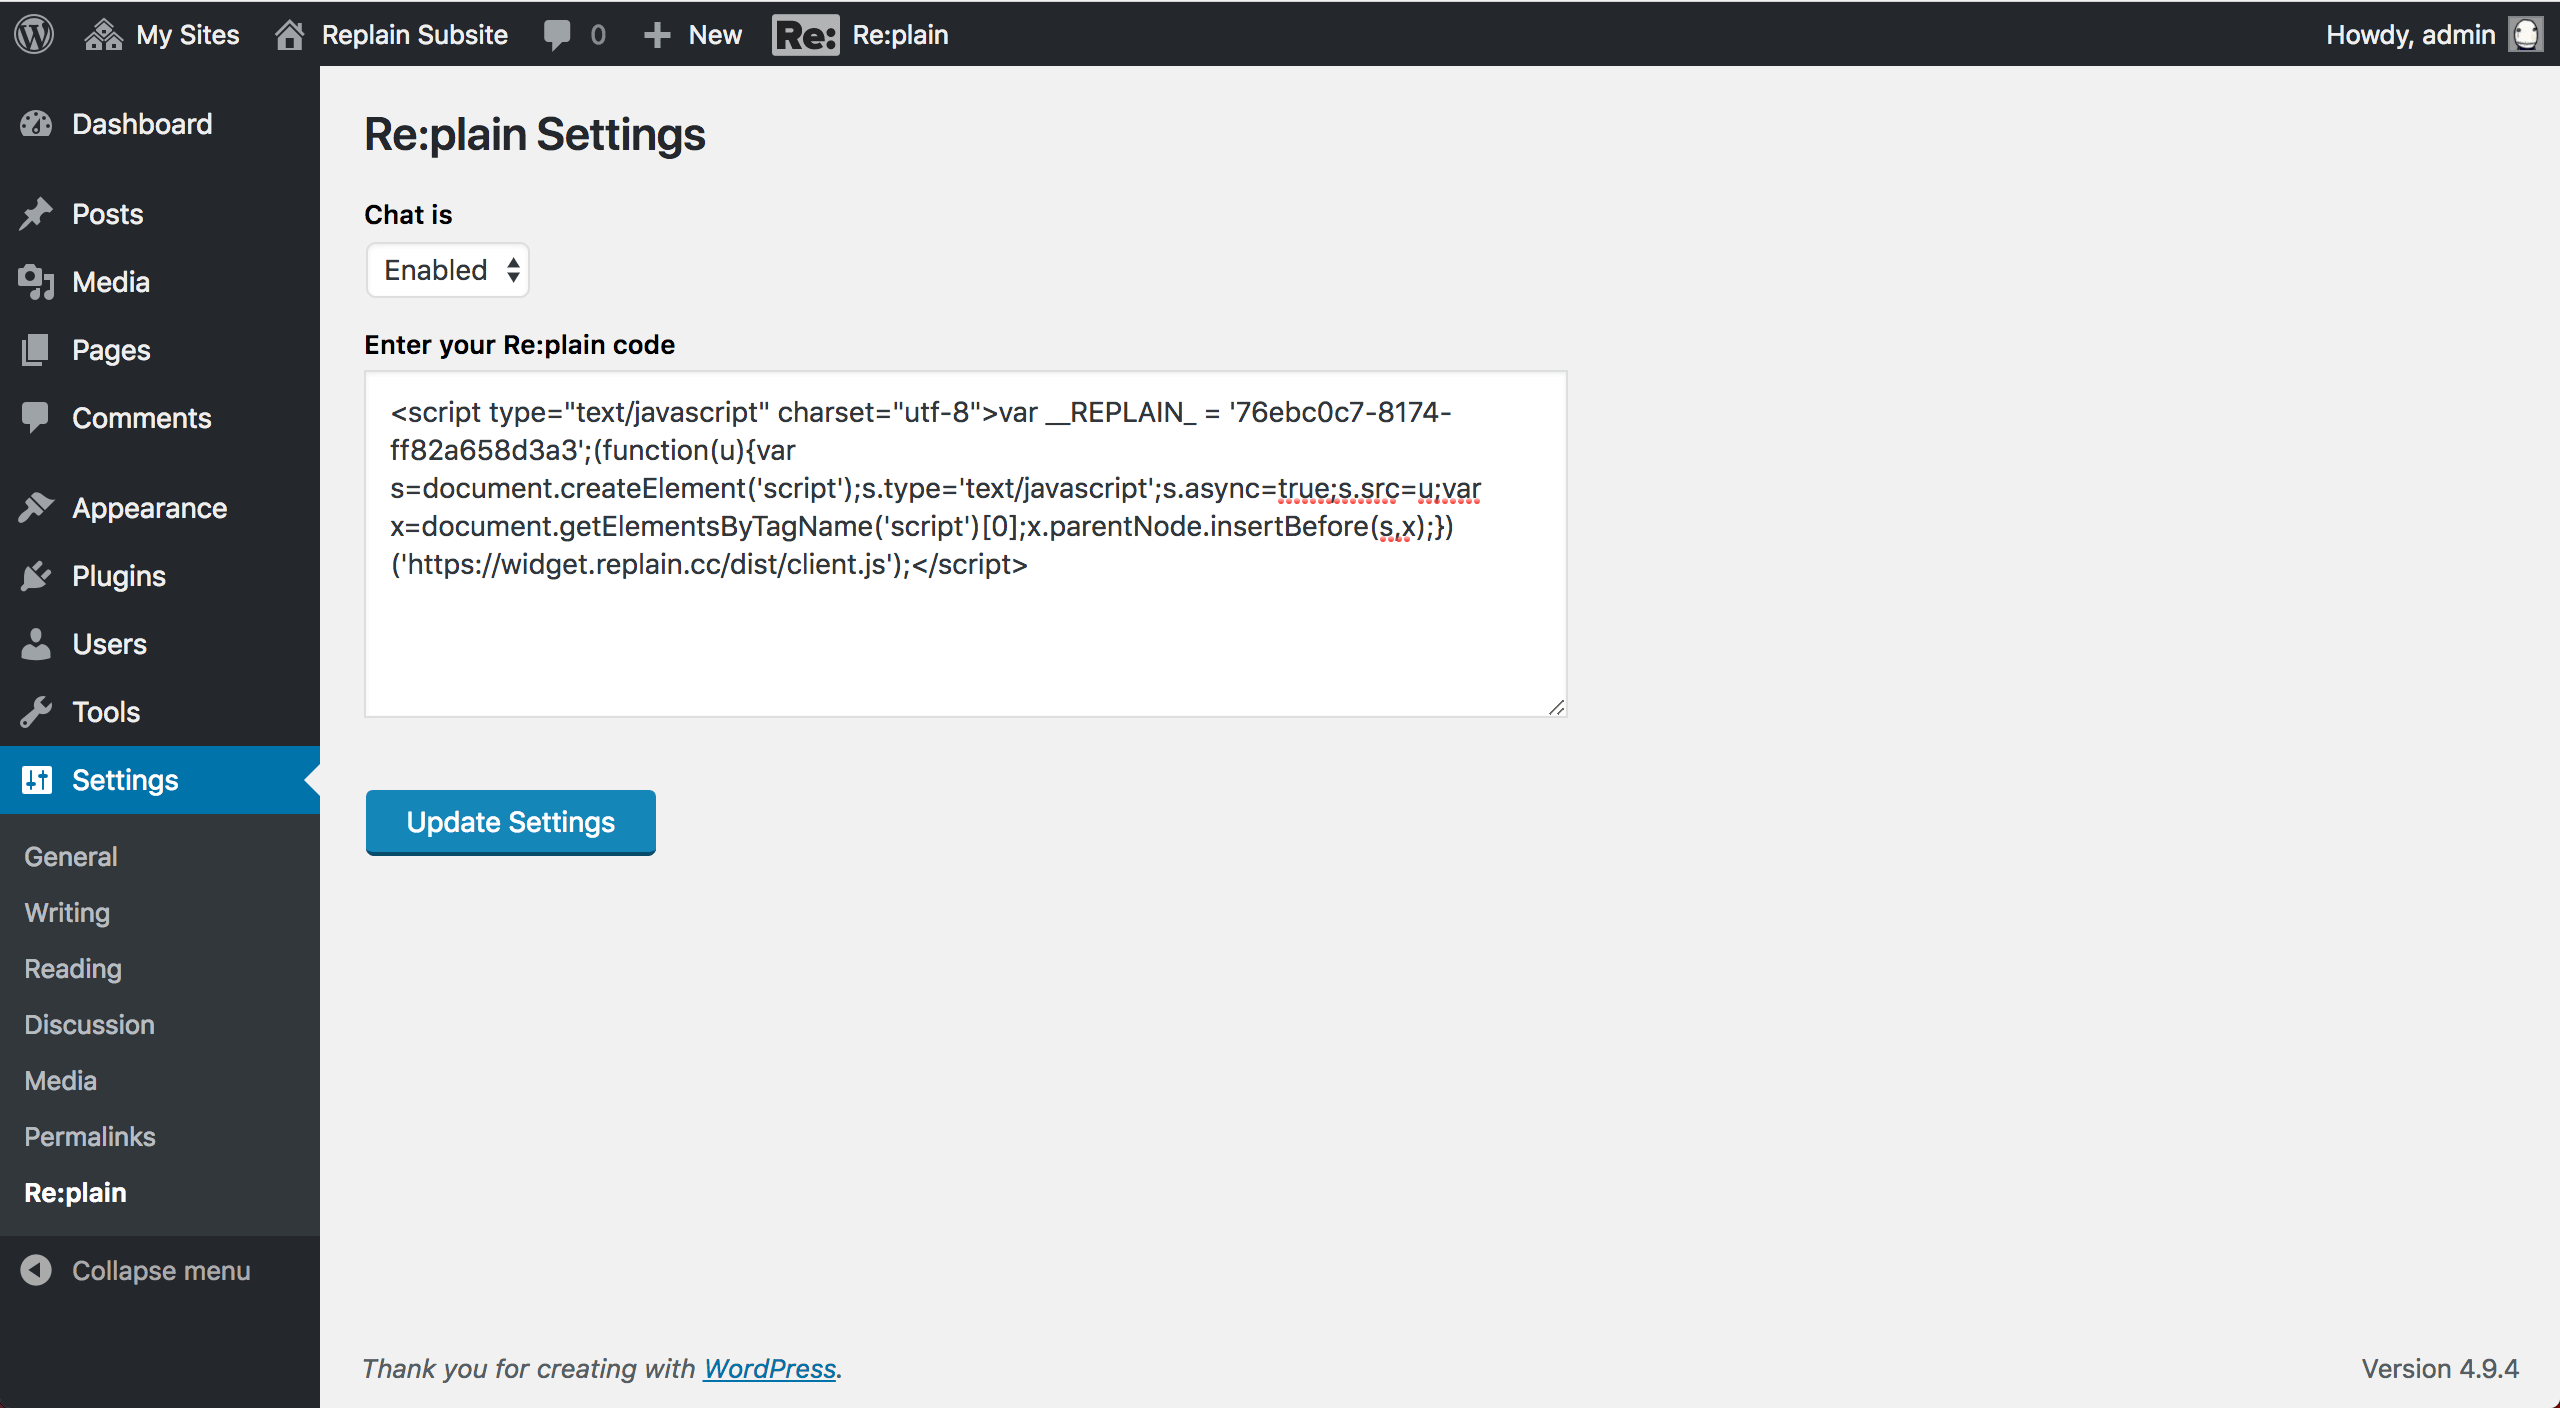 My Sites Replain Subsite 0 New Re: Re:plain Howdy, admin
Dashboard
Posts
Media
Pages
Comments
Appearance
Plugins
Users
Tools
Settings
General
Writing
Reading
Discussion
Media
Permalinks
Re:plain
Collapse menu
Re:plain Settings
Chat is
Enabled
Enter your Re:plain code
<script type="text/javascript" charset="utf-8">var __REPLAIN_ = '76ebc0c7-8174-
ff82a658d3a3';(function(u){var
s=document.createElement('script');s.type='text/javascript';s.async=true;s.src=u;var
x=document.getElementsByTagName('script')[0];x.parentNode.insertBefore(s,x);})
('https://widget.replain.cc/dist/client.js');</script>
Update Settings
Thank you for creating with WordPress.
Version 4.9.4